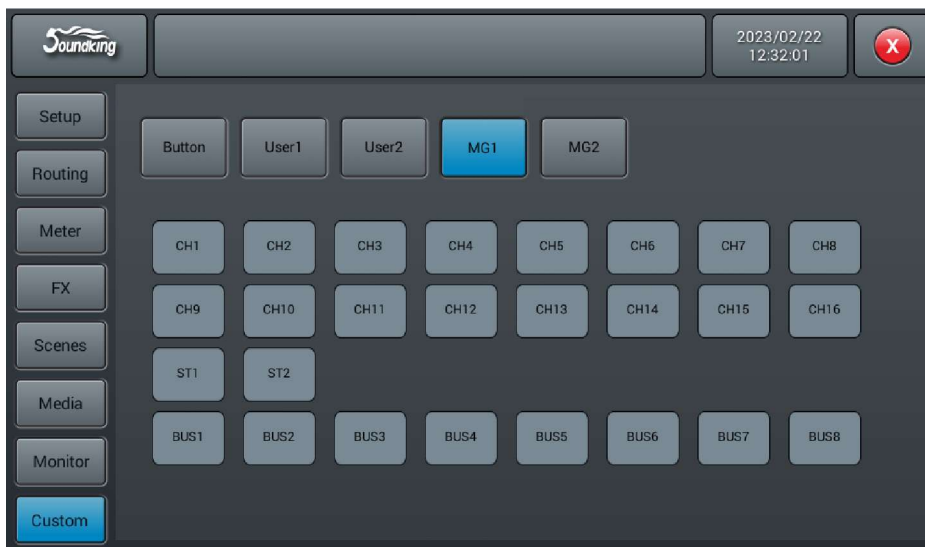 Soundking
2023/02/22
12:32:01
X
Setup
Routing
Meter
FX
Scenes
Media
Monitor
Custom
Button User1 User2 MG1 MG2
CH1 CH2 CH3 CH4 CH5 CH6 CH7 CH8
CH9 CH10 CH11 CH12 CH13 CH14 CH15 CH16
ST1 ST2
BUS1 BUS2 BUS3 BUS4 BUS5 BUS6 BUS7 BUS8